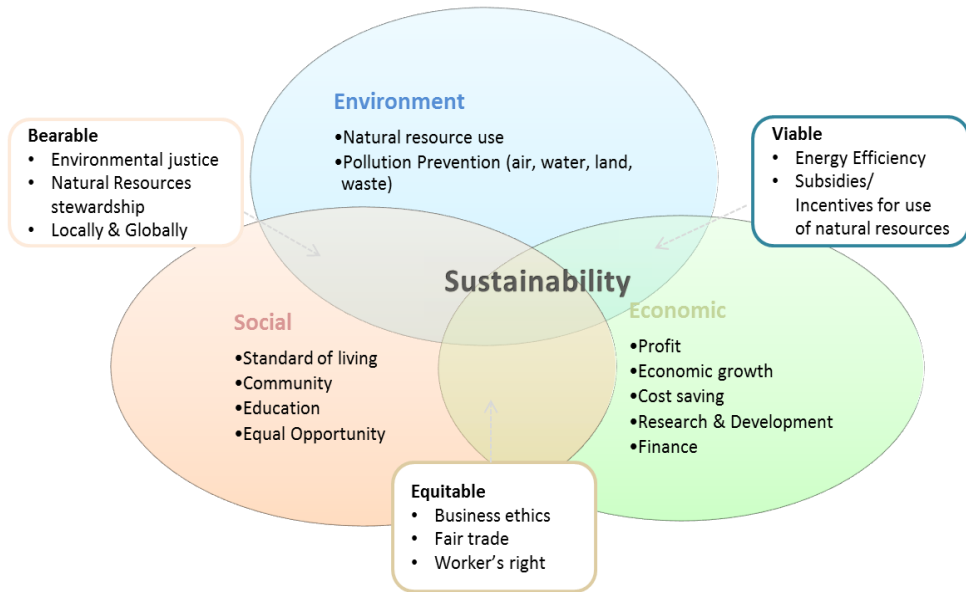 Environment
•Natural resource use
•Pollution Prevention (air, water, land,
waste)
Bearable
• Environmental justice
• Natural Resources
stewardship
• Locally & Globally
Viable
• Energy Efficiency
• Subsidies/
Incentives for use
of natural resources
Sustainability
Social
•Standard of living
•Community
•Education
•Equal Opportunity
Economic
•Profit
•Economic growth
•Cost saving
•Research & Development
•Finance
Equitable
• Business ethics
• Fair trade
• Worker’s right